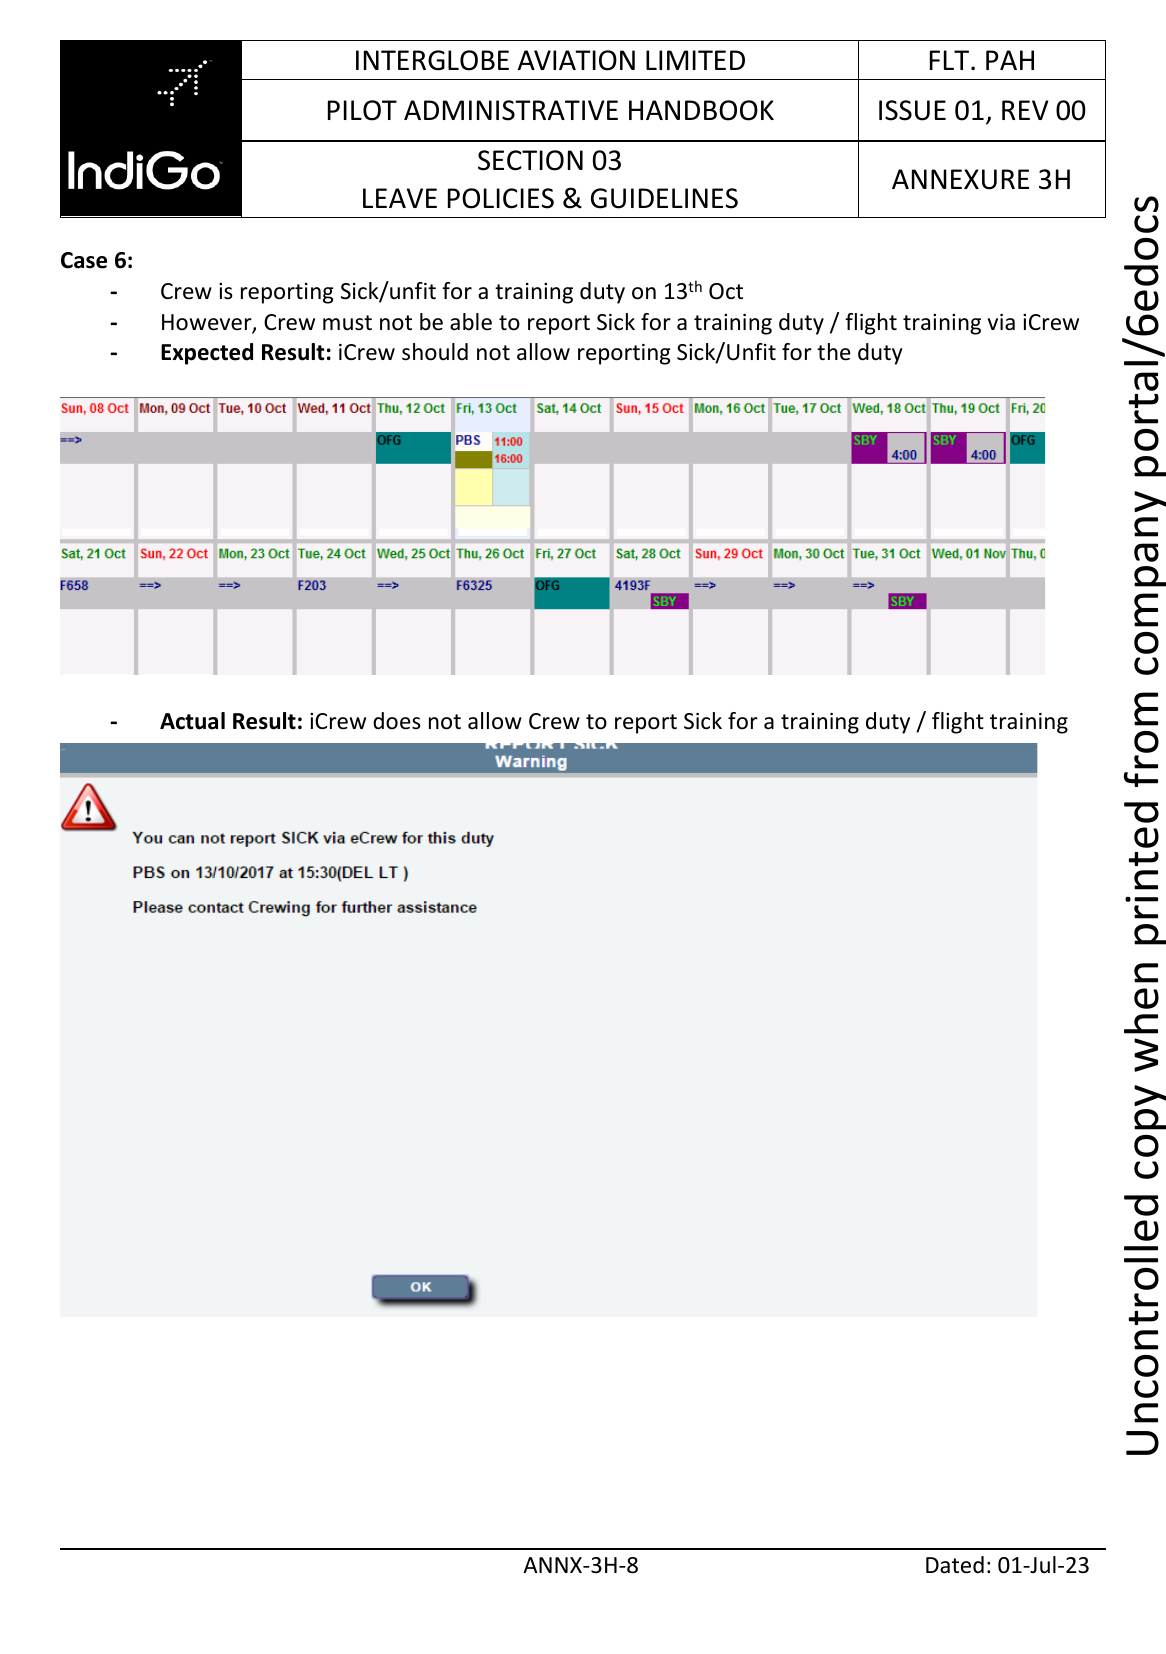 IndiGo
INTERGLOBE AVIATION LIMITED
FLT. PAH
PILOT ADMINISTRATIVE HANDBOOK
ISSUE 01, REV 00
SECTION 03
LEAVE POLICIES & GUIDELINES
ANNEXURE 3H
Case 6:
- Crew is reporting Sick/unfit for a training duty on 13th Oct
- However, Crew must not be able to report Sick for a training duty / flight training via iCrew
- Expected Result: iCrew should not allow reporting Sick/Unfit for the duty
Sun, 08 Oct Mon, 09 Oct Tue, 10 Oct Wed, 11 Oct Thu, 12 Oct Fri, 13 Oct Sat, 14 Oct Sun, 15 Oct Mon, 16 Oct Tue, 17 Oct Wed, 18 Oct Thu, 19 Oct Fri, 20
==> OFG PBS 11:00 SBY SBY OFG
16:00 4:00 4:00
Sat, 21 Oct Sun, 22 Oct Mon, 23 Oct Tue, 24 Oct Wed, 25 Oct Thu, 26 Oct Fri, 27 Oct Sat, 28 Oct Sun, 29 Oct Mon, 30 Oct Tue, 31 Oct Wed, 01 Nov Thu, 0
F658 ==> ==> F203 ==> F6325 OFG 4193F ==> ==> ==>
SBY SBY
- Actual Result: iCrew does not allow Crew to report Sick for a training duty / flight training
REPORT SICK
Warning
You can not report SICK via eCrew for this duty
PBS on 13/10/2017 at 15:30(DEL LT )
Please contact Crewing for further assistance
OK
ANNX-3H-8
Dated: 01-Jul-23
Uncontrolled copy when printed from company portal/6edocs